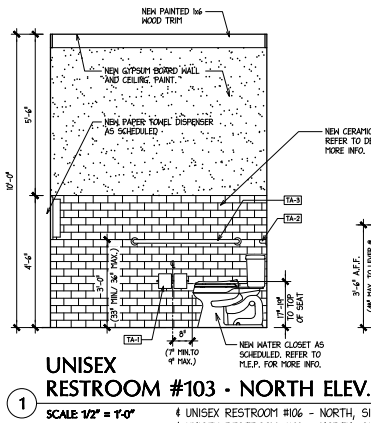 NEW PAINTED 1x6
WOOD TRIM
NEW GYPSUM BOARD WALL
AND CEILING. PAINT.
5'-6"
NEW PAPER TOWEL DISPENSER
AS SCHEDULED
NEW CERAMIC
REFER TO DE
MORE INFO.
10'-0"
TA-3
TA-2
4'-6"
3'-0"
(33" MIN/ 36" MAX.)
3'-6" A.F.F.
17"-19"
TO TOP
OF SEAT
TA-1
8"
(7" MIN.TO
9" MAX.)
NEW WATER CLOSET AS
SCHEDULED. REFER TO
M.E.P. FOR MORE INFO.
UNISEX
RESTROOM #103 - NORTH ELEV.
1
SCALE: 1/2" = 1'-0"
& UNISEX RESTROOM #106 - NORTH, SI